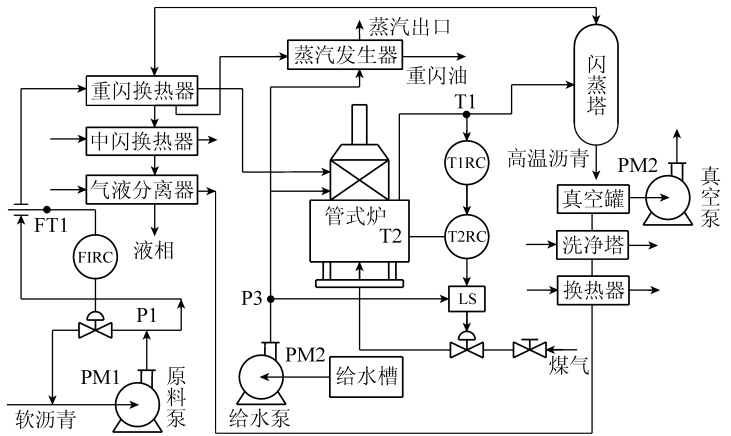 蒸汽出口
蒸汽发生器
重闪油
闪蒸塔
T1
重闪换热器
中闪换热器
气液分离器
T1RC
高温沥青
PM2
真空泵
真空罐
FT1
液相
管式炉
T2
T2RC
洗净塔
FIRC
P3
LS
换热器
P1
PM2
给水槽
煤气
PM1
原料泵
软沥青
给水泵